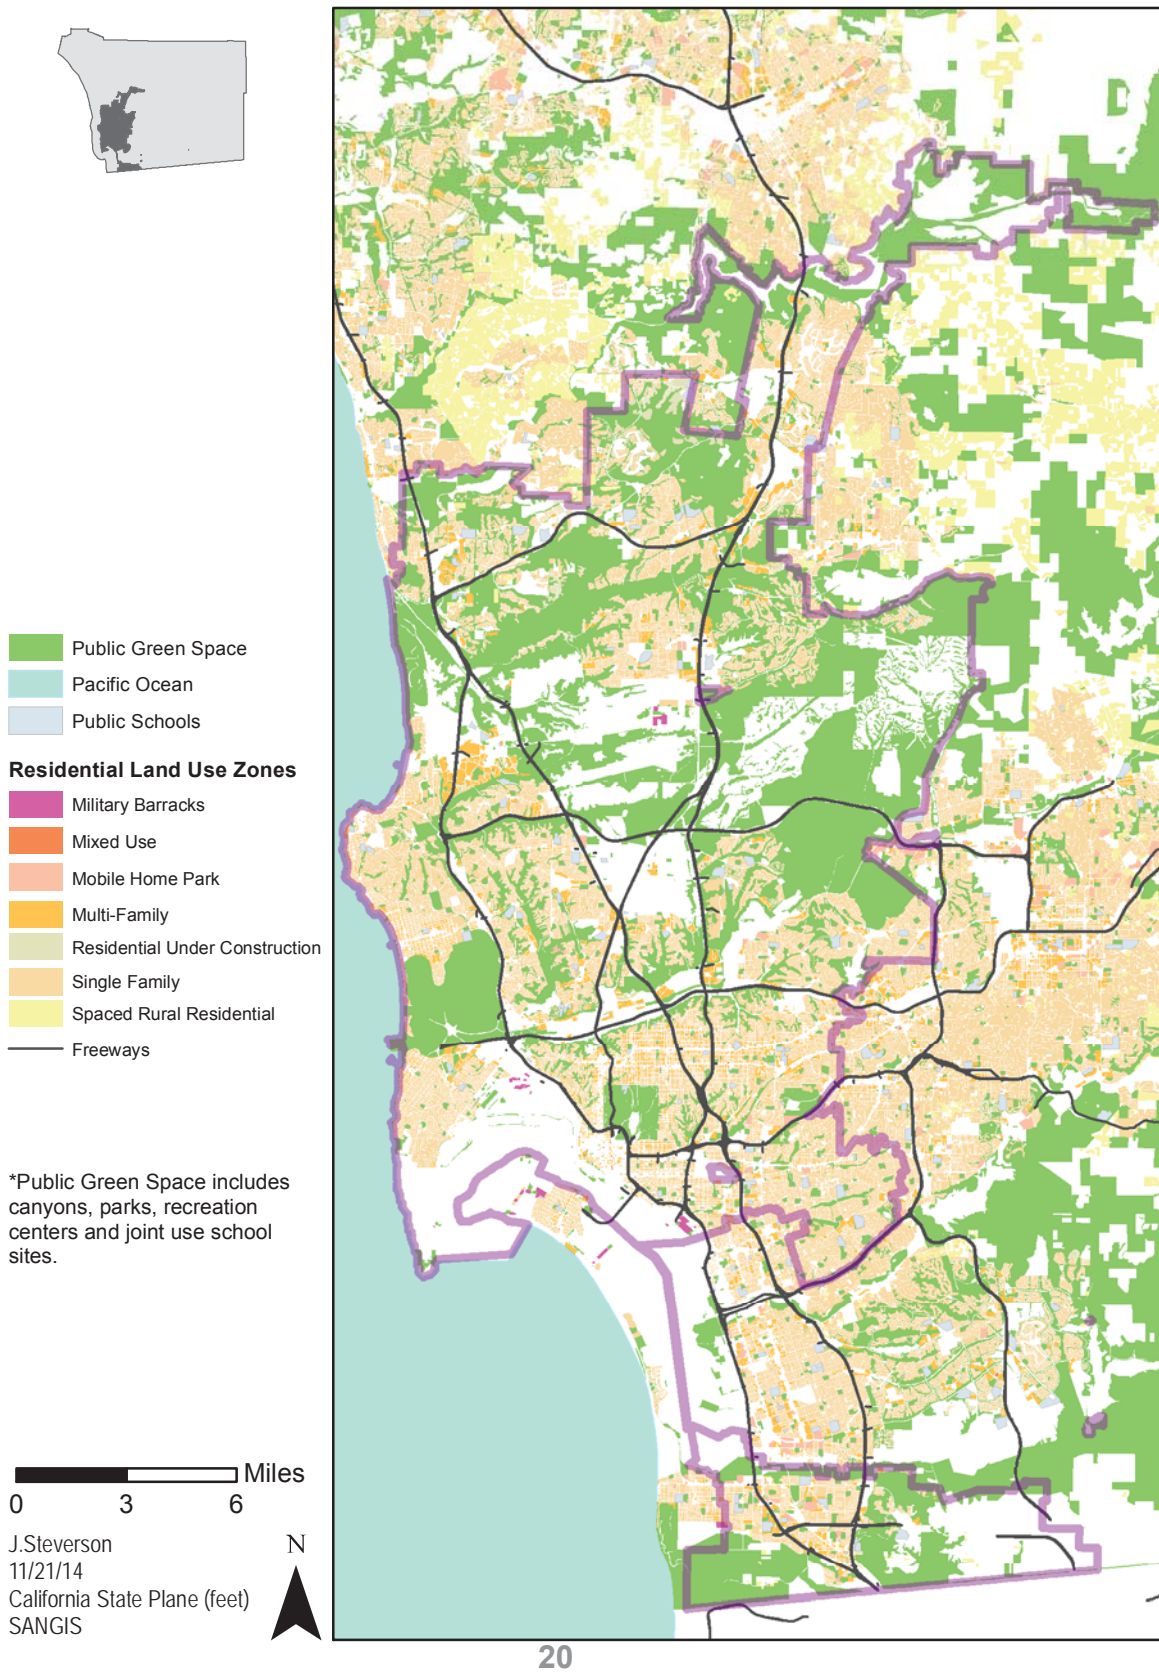 Public Green Space
Pacific Ocean
Public Schools
Residential Land Use Zones
Military Barracks
Mixed Use
Mobile Home Park
Multi-Family
Residential Under Construction
Single Family
Spaced Rural Residential
Freeways
*Public Green Space includes
canyons, parks, recreation
centers and joint use school
sites.
Miles
0 3 6
J.Steverson
11/21/14
California State Plane (feet)
SANGIS
N
20